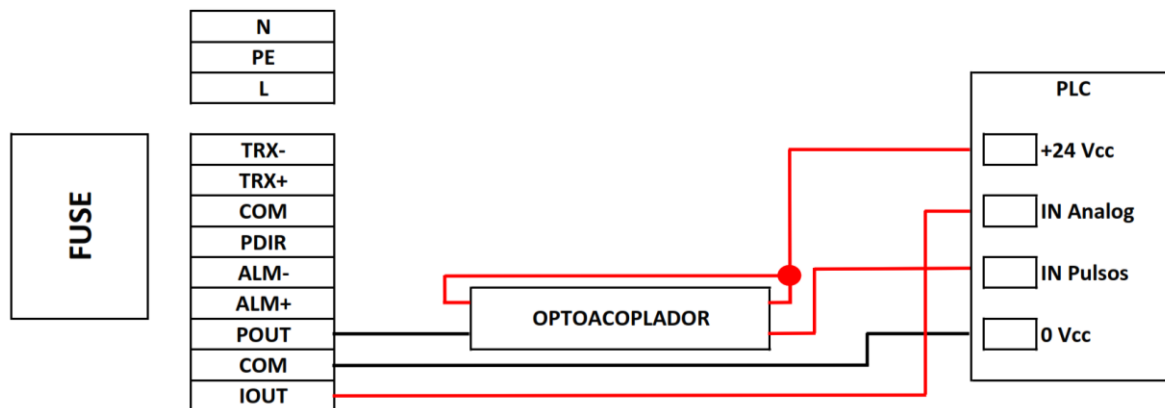 N
PE
L
FUSE
TRX-
TRX+
COM
PDIR
ALM-
ALM+
POUT
COM
IOUT
OPTOACOPLADOR
PLC
+24 Vcc
IN Analog
IN Pulsos
0 Vcc